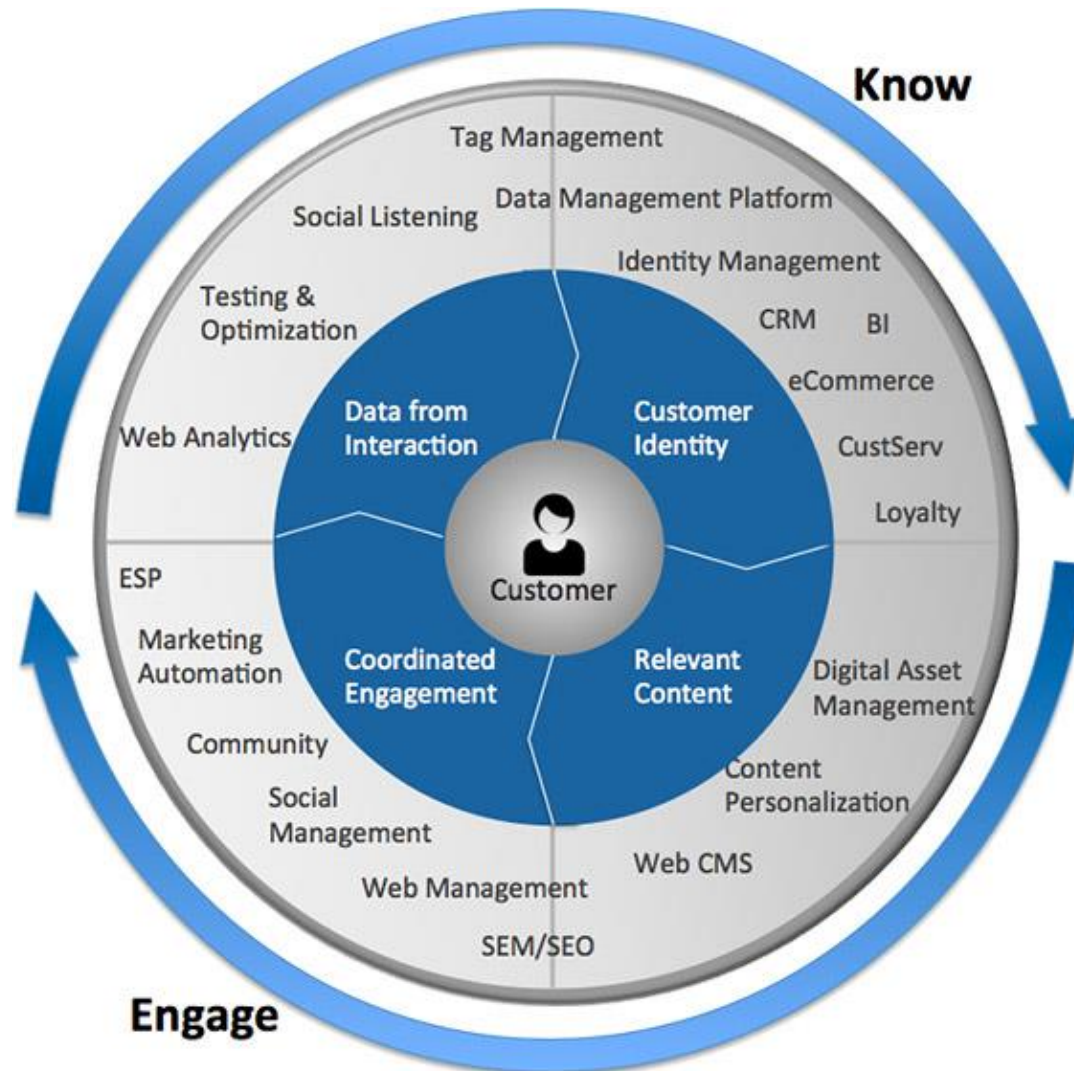 Know
Tag Management
Data Management Platform
Social Listening
Identity Management
Testing &
Optimization
CRM
BI
eCommerce
Data from
Interaction
Customer
Identity
Web Analytics
CustServ
Loyalty
Customer
ESP
Marketing
Automation
Coordinated
Engagement
Relevant
Content
Digital Asset
Management
Community
Content
Personalization
Social
Management
Web CMS
Web Management
SEM/SEO
Engage